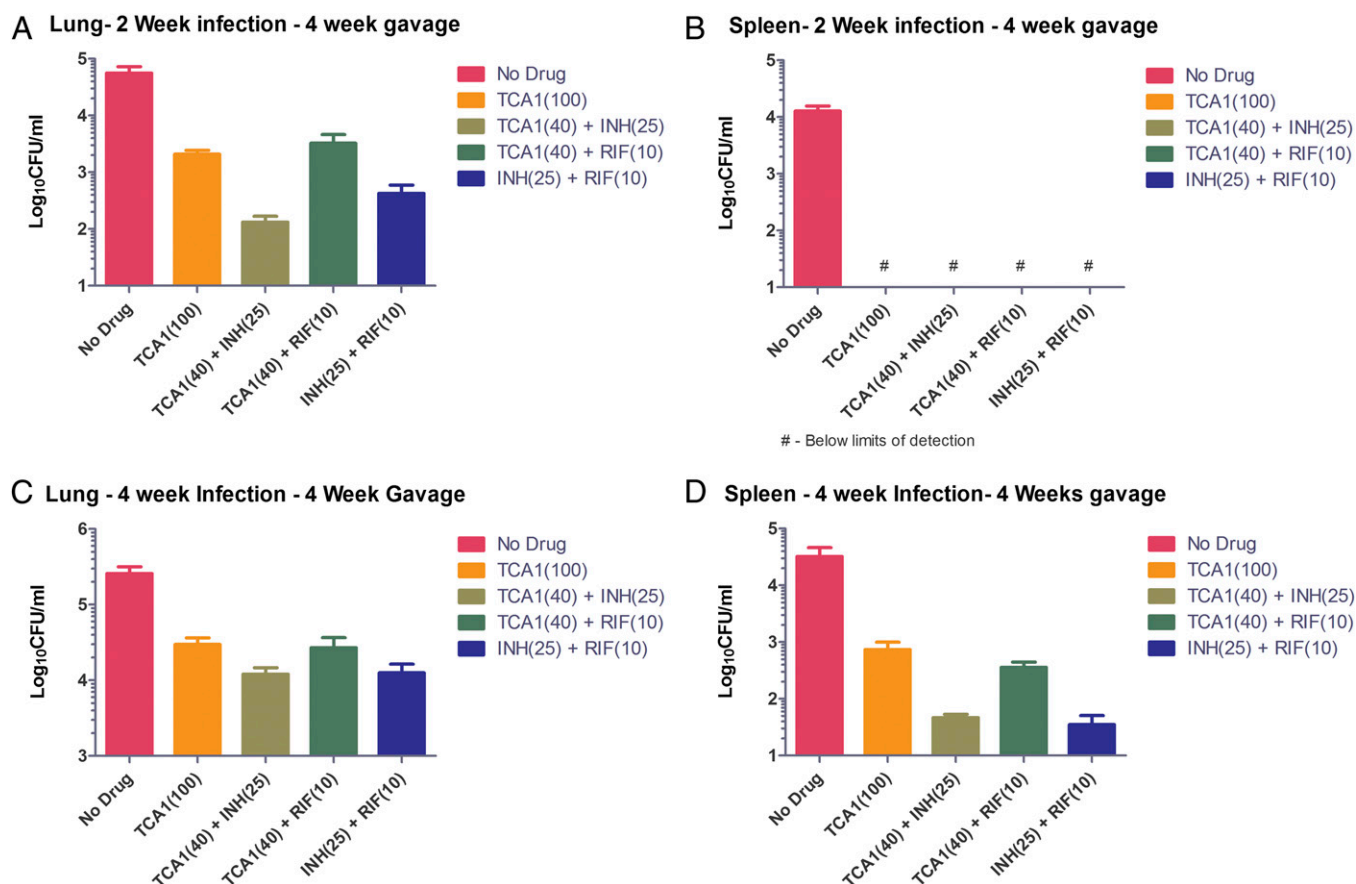 A Lung- 2 Week infection - 4 week gavage
Log10CFU/ml
5
4
3
2
1
No Drug
TCA1(100)
TCA1(40) + INH(25)
TCA1(40) + RIF(10)
INH(25) + RIF(10)
No Drug
TCA1(100)
TCA1(40) + INH(25)
TCA1(40) + RIF(10)
INH(25) + RIF(10)
B Spleen- 2 Week infection - 4 week gavage
Log10CFU/ml
5
4
3
2
1
# # # #
No Drug
TCA1(100)
TCA1(40) + INH(25)
TCA1(40) + RIF(10)
INH(25) + RIF(10)
No Drug
TCA1(100)
TCA1(40) + INH(25)
TCA1(40) + RIF(10)
INH(25) + RIF(10)
# - Below limits of detection
C Lung - 4 week Infection - 4 Week Gavage
Log10CFU/ml
6
5
4
3
No Drug
TCA1(100)
TCA1(40) + INH(25)
TCA1(40) + RIF(10)
INH(25) + RIF(10)
No Drug
TCA1(100)
TCA1(40) + INH(25)
TCA1(40) + RIF(10)
INH(25) + RIF(10)
D Spleen - 4 week Infection- 4 Weeks gavage
Log10CFU/ml
5
4
3
2
1
No Drug
TCA1(100)
TCA1(40) + INH(25)
TCA1(40) + RIF(10)
INH(25) + RIF(10)
No Drug
TCA1(100)
TCA1(40) + INH(25)
TCA1(40) + RIF(10)
INH(25) + RIF(10)